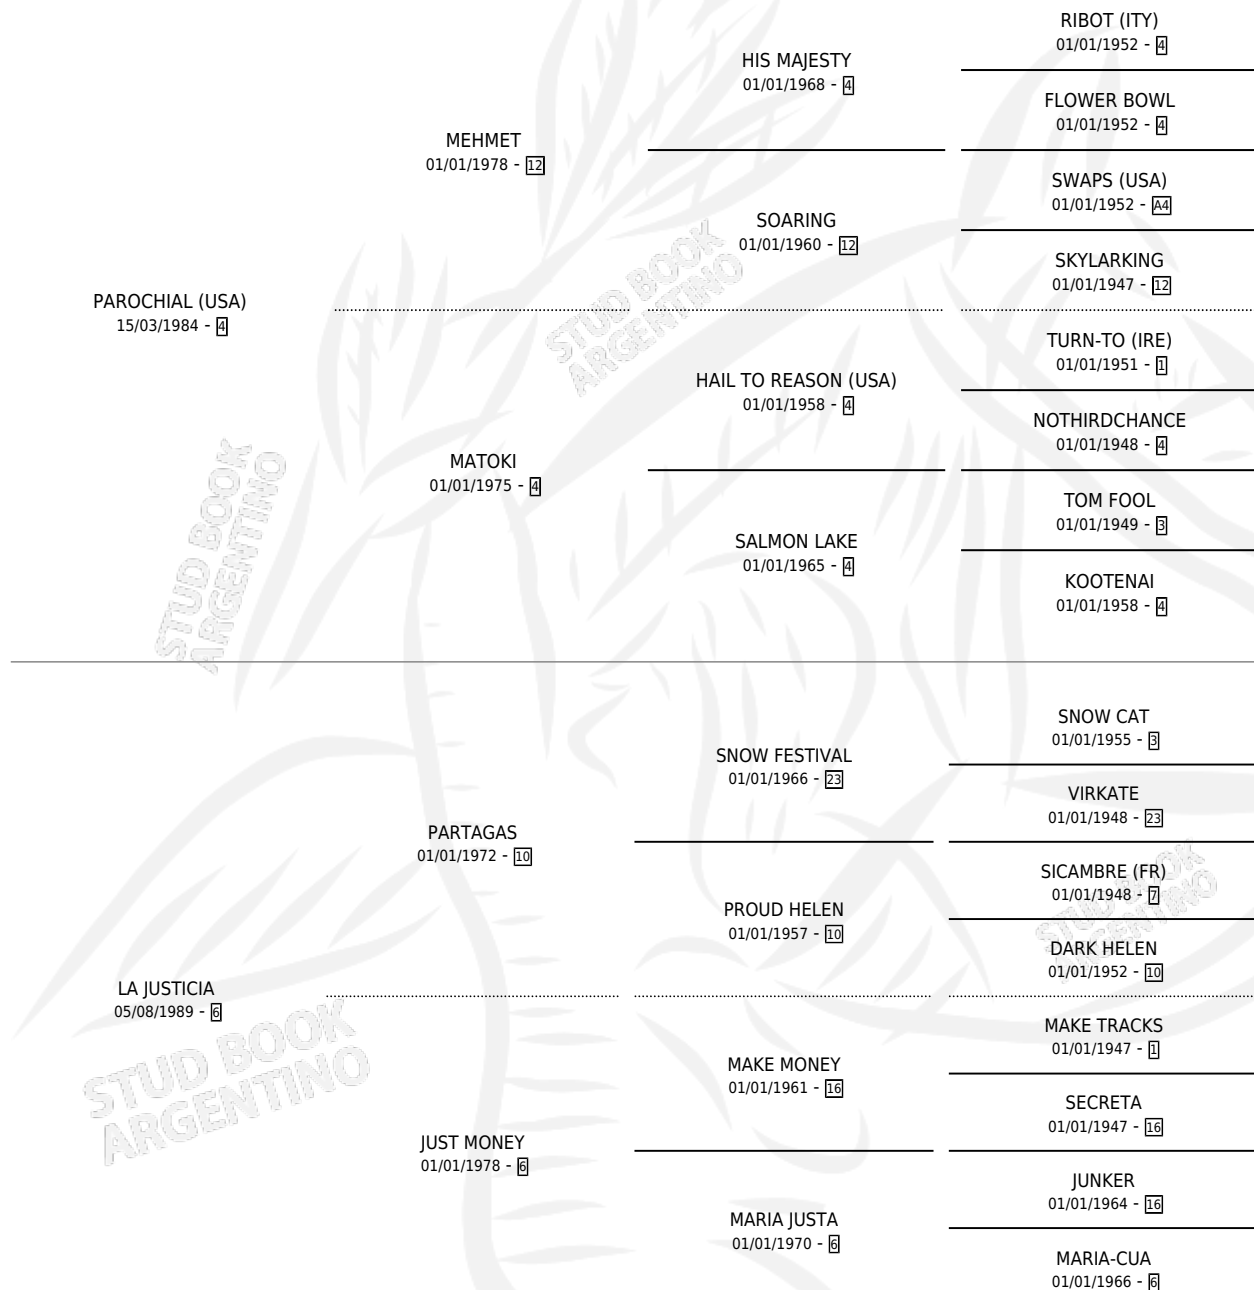 RIBOT (ITY)
01/01/1952 - 4
HIS MAJESTY
01/01/1968 - 4
FLOWER BOWL
01/01/1952 - 4
MEHMET
01/01/1978 - 12
SWAPS (USA)
01/01/1952 - A4
SOARING
01/01/1960 - 12
SKYLARKING
01/01/1947 - 12
PAROCHIAL (USA)
15/03/1984 - 4
TURN-TO (IRE)
01/01/1951 - 1
HAIL TO REASON (USA)
01/01/1958 - 4
NOTHIRDCHANCE
01/01/1948 - 4
MATOKI
01/01/1975 - 4
TOM FOOL
01/01/1949 - 3
SALMON LAKE
01/01/1965 - 4
KOOTENAI
01/01/1958 - 4
STUD BOOK
ARGENTINO
STUD BOOK
ARGENTINO
SNOW CAT
01/01/1955 - 3
SNOW FESTIVAL
01/01/1966 - 23
VIRKATE
01/01/1948 - 23
PARTAGAS
01/01/1972 - 10
SICAMBRE (FR)
01/01/1948 - 7
PROUD HELEN
01/01/1957 - 10
DARK HELEN
01/01/1952 - 10
STUD BOOK
ARGENTINO
LA JUSTICIA
05/08/1989 - 6
MAKE TRACKS
01/01/1947 - 1
MAKE MONEY
01/01/1961 - 16
SECRETA
01/01/1947 - 16
STUD BOOK
ARGENTINO
JUST MONEY
01/01/1978 - 6
JUNKER
01/01/1964 - 16
MARIA JUSTA
01/01/1970 - 6
MARIA-CUA
01/01/1966 - 6